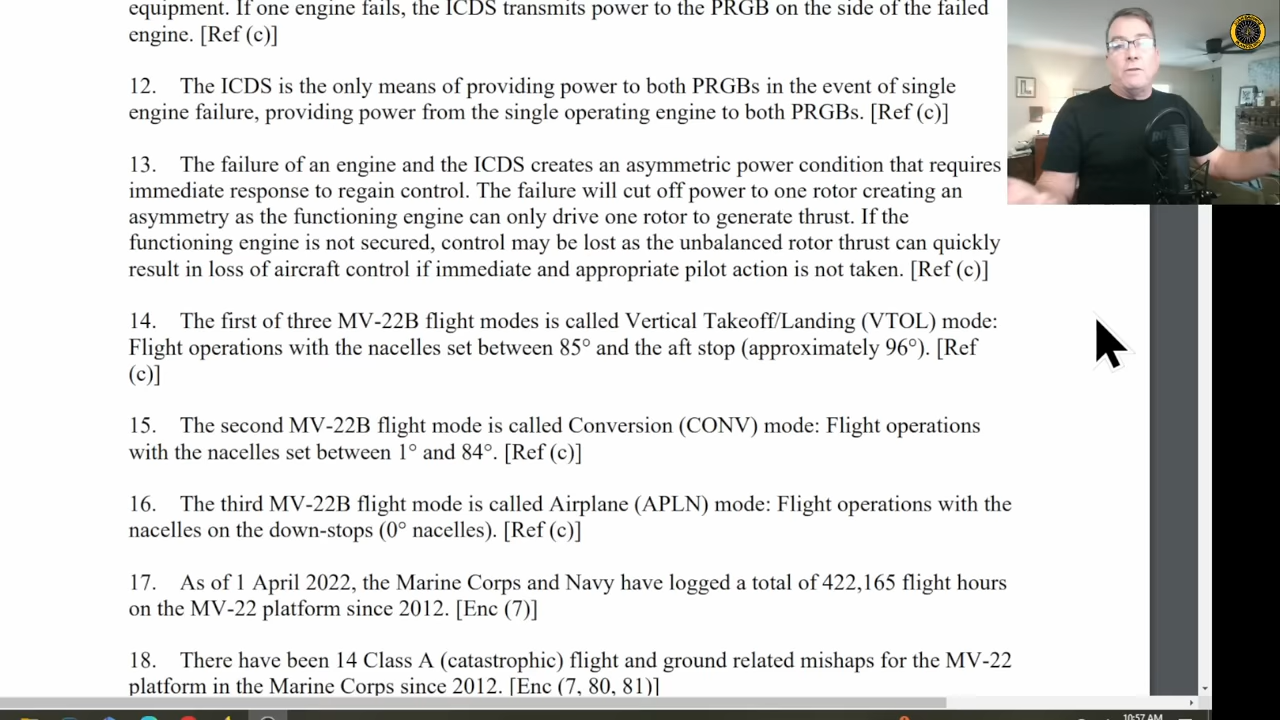 equipment. If one engine fails, the ICDS transmits power to the PRGB on the side of the failed
engine. [Ref (c)]
12. The ICDS is the only means of providing power to both PRGBs in the event of single
engine failure, providing power from the single operating engine to both PRGBs. [Ref (c)]
13. The failure of an engine and the ICDS creates an asymmetric power condition that requires
immediate response to regain control. The failure will cut off power to one rotor creating an
asymmetry as the functioning engine can only drive one rotor to generate thrust. If the
functioning engine is not secured, control may be lost as the unbalanced rotor thrust can quickly
result in loss of aircraft control if immediate and appropriate pilot action is not taken. [Ref (c)]
14. The first of three MV-22B flight modes is called Vertical Takeoff/Landing (VTOL) mode:
Flight operations with the nacelles set between 85° and the aft stop (approximately 96°). [Ref
(c)]
15. The second MV-22B flight mode is called Conversion (CONV) mode: Flight operations
with the nacelles set between 1° and 84°. [Ref (c)]
16. The third MV-22B flight mode is called Airplane (APLN) mode: Flight operations with the
nacelles on the down-stops (0° nacelles). [Ref (c)]
17. As of 1 April 2022, the Marine Corps and Navy have logged a total of 422,165 flight hours
on the MV-22 platform since 2012. [Enc (7)]
18. There have been 14 Class A (catastrophic) flight and ground related mishaps for the MV-22
platform in the Marine Corps since 2012. [Enc (7, 80, 81)]
10:57 AM